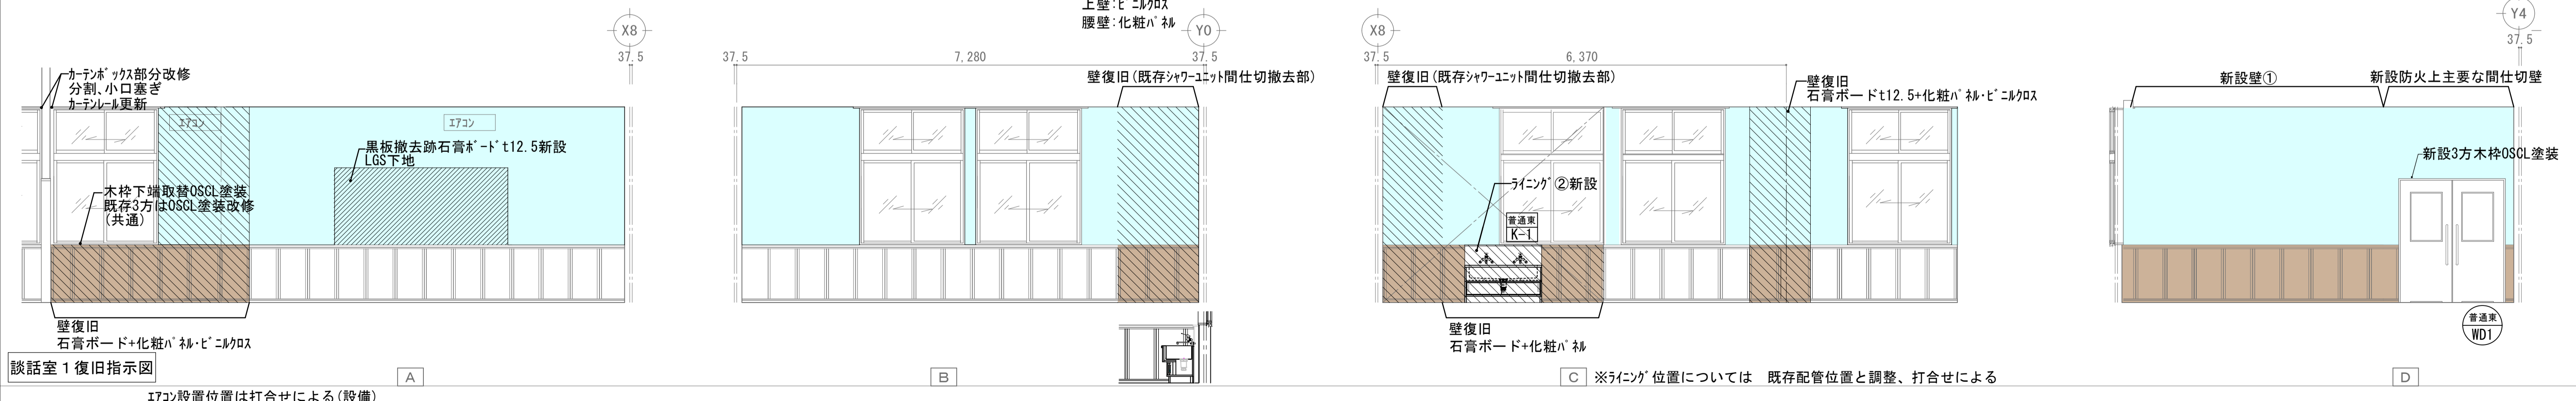 上壁:ﾋﾞﾆﾙｸﾛｽ
腰壁:化粧ﾊﾟﾈﾙ
X8
37.5
ｶｰﾃﾝﾎﾞｯｸｽ部分改修
分割、小口塞ぎ
ｶｰﾃﾝﾚｰﾙ更新
ｴｱｺﾝ
ｴｱｺﾝ
黒板撤去跡石膏ﾎﾞｰﾄﾞt12.5新設
LGS下地
木枠下端取替OSCL塗装
既存3方はOSCL塗装改修
(共通)
壁復旧
石膏ボード+化粧ﾊﾟﾈﾙ・ﾋﾞﾆﾙｸﾛｽ
談話室1復旧指示図
A
ｴｱｺﾝ設置位置は打合せによる(設備)
Y0
37.5
7,280
37.5
壁復旧(既存ｼｬﾜｰﾕﾆｯﾄ間仕切撤去部)
B
X8
37.5
6,370
壁復旧(既存ｼｬﾜｰﾕﾆｯﾄ間仕切撤去部)
壁復旧
石膏ボードt12.5+化粧ﾊﾟﾈﾙ・ﾋﾞﾆﾙｸﾛｽ
ﾗｲﾆﾝｸﾞ②新設
普通東
K-1
壁復旧
石膏ボード+化粧ﾊﾟﾈﾙ
C
※ﾗｲﾆﾝｸﾞ位置については 既存配管位置と調整、打合せによる
Y4
37.5
新設壁①
新設防火上主要な間仕切壁
新設3方木枠OSCL塗装
普通東
WD1
D